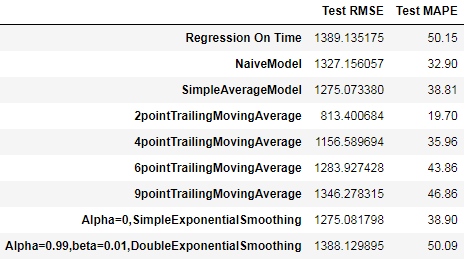 Test RMSE Test MAPE
Regression On Time 1389.135175 50.15
NaiveModel 1327.156057 32.90
SimpleAverageModel 1275.073380 38.81
2pointTrailingMovingAverage 813.400684 19.70
4pointTrailingMovingAverage 1156.589694 35.96
6pointTrailingMovingAverage 1283.927428 43.86
9pointTrailingMovingAverage 1346.278315 46.86
Alpha=0,SimpleExponentialSmoothing 1275.081798 38.90
Alpha=0.99,beta=0.01,DoubleExponentialSmoothing 1388.129895 50.09